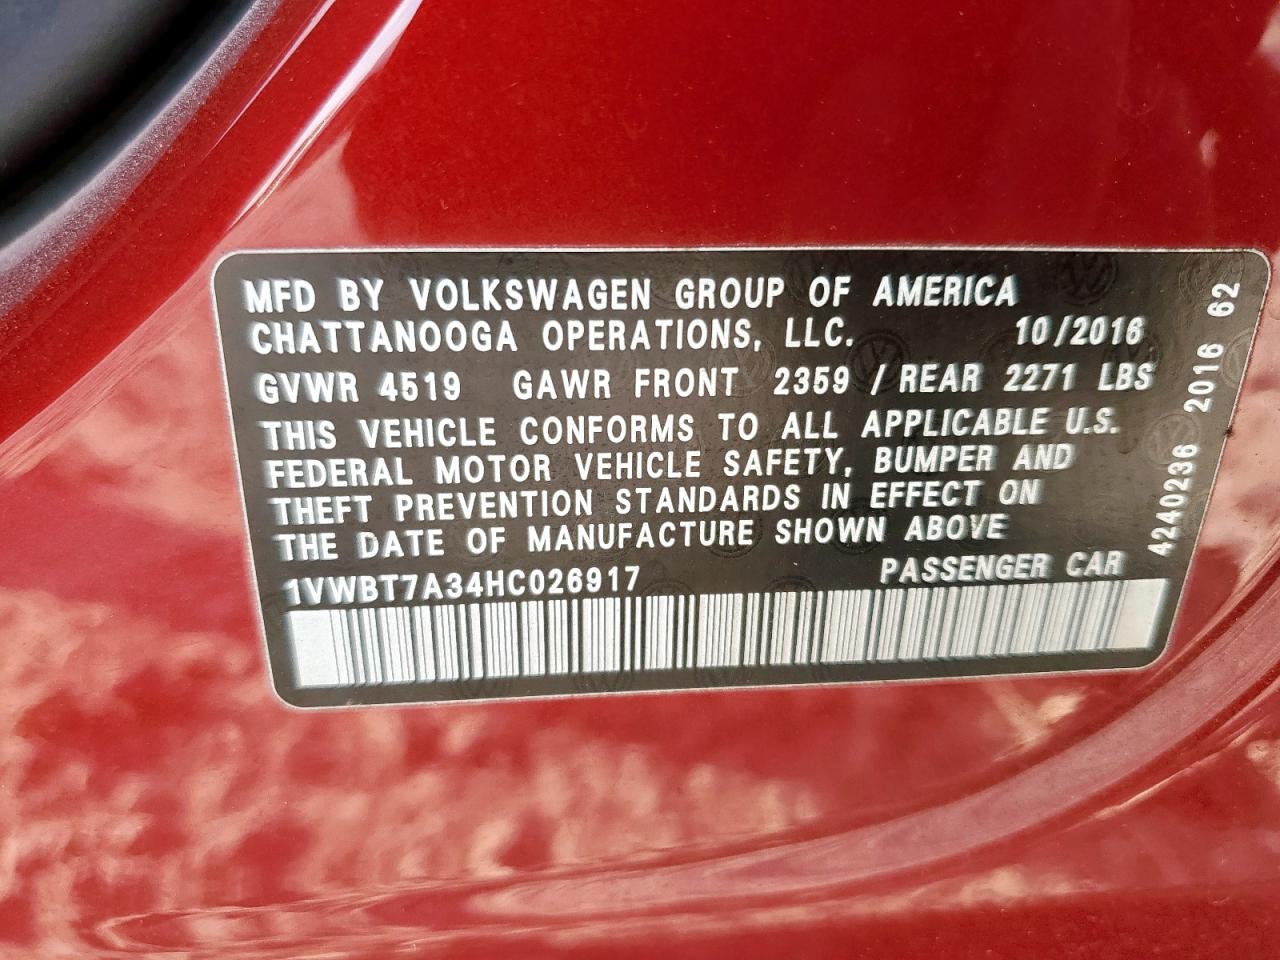 MFD BY VOLKSWAGEN GROUP OF AMERICA
CHATTANOOGA OPERATIONS, LLC. 10/2016
GVWR 4519 GAWR FRONT 2359 / REAR 2271 LBS
THIS VEHICLE CONFORMS TO ALL APPLICABLE U.S.
FEDERAL MOTOR VEHICLE SAFETY, BUMPER AND
THEFT PREVENTION STANDARDS IN EFFECT ON
THE DATE OF MANUFACTURE SHOWN ABOVE
1VWBT7A34HC026917 PASSENGER CAR
4240236 2016 62